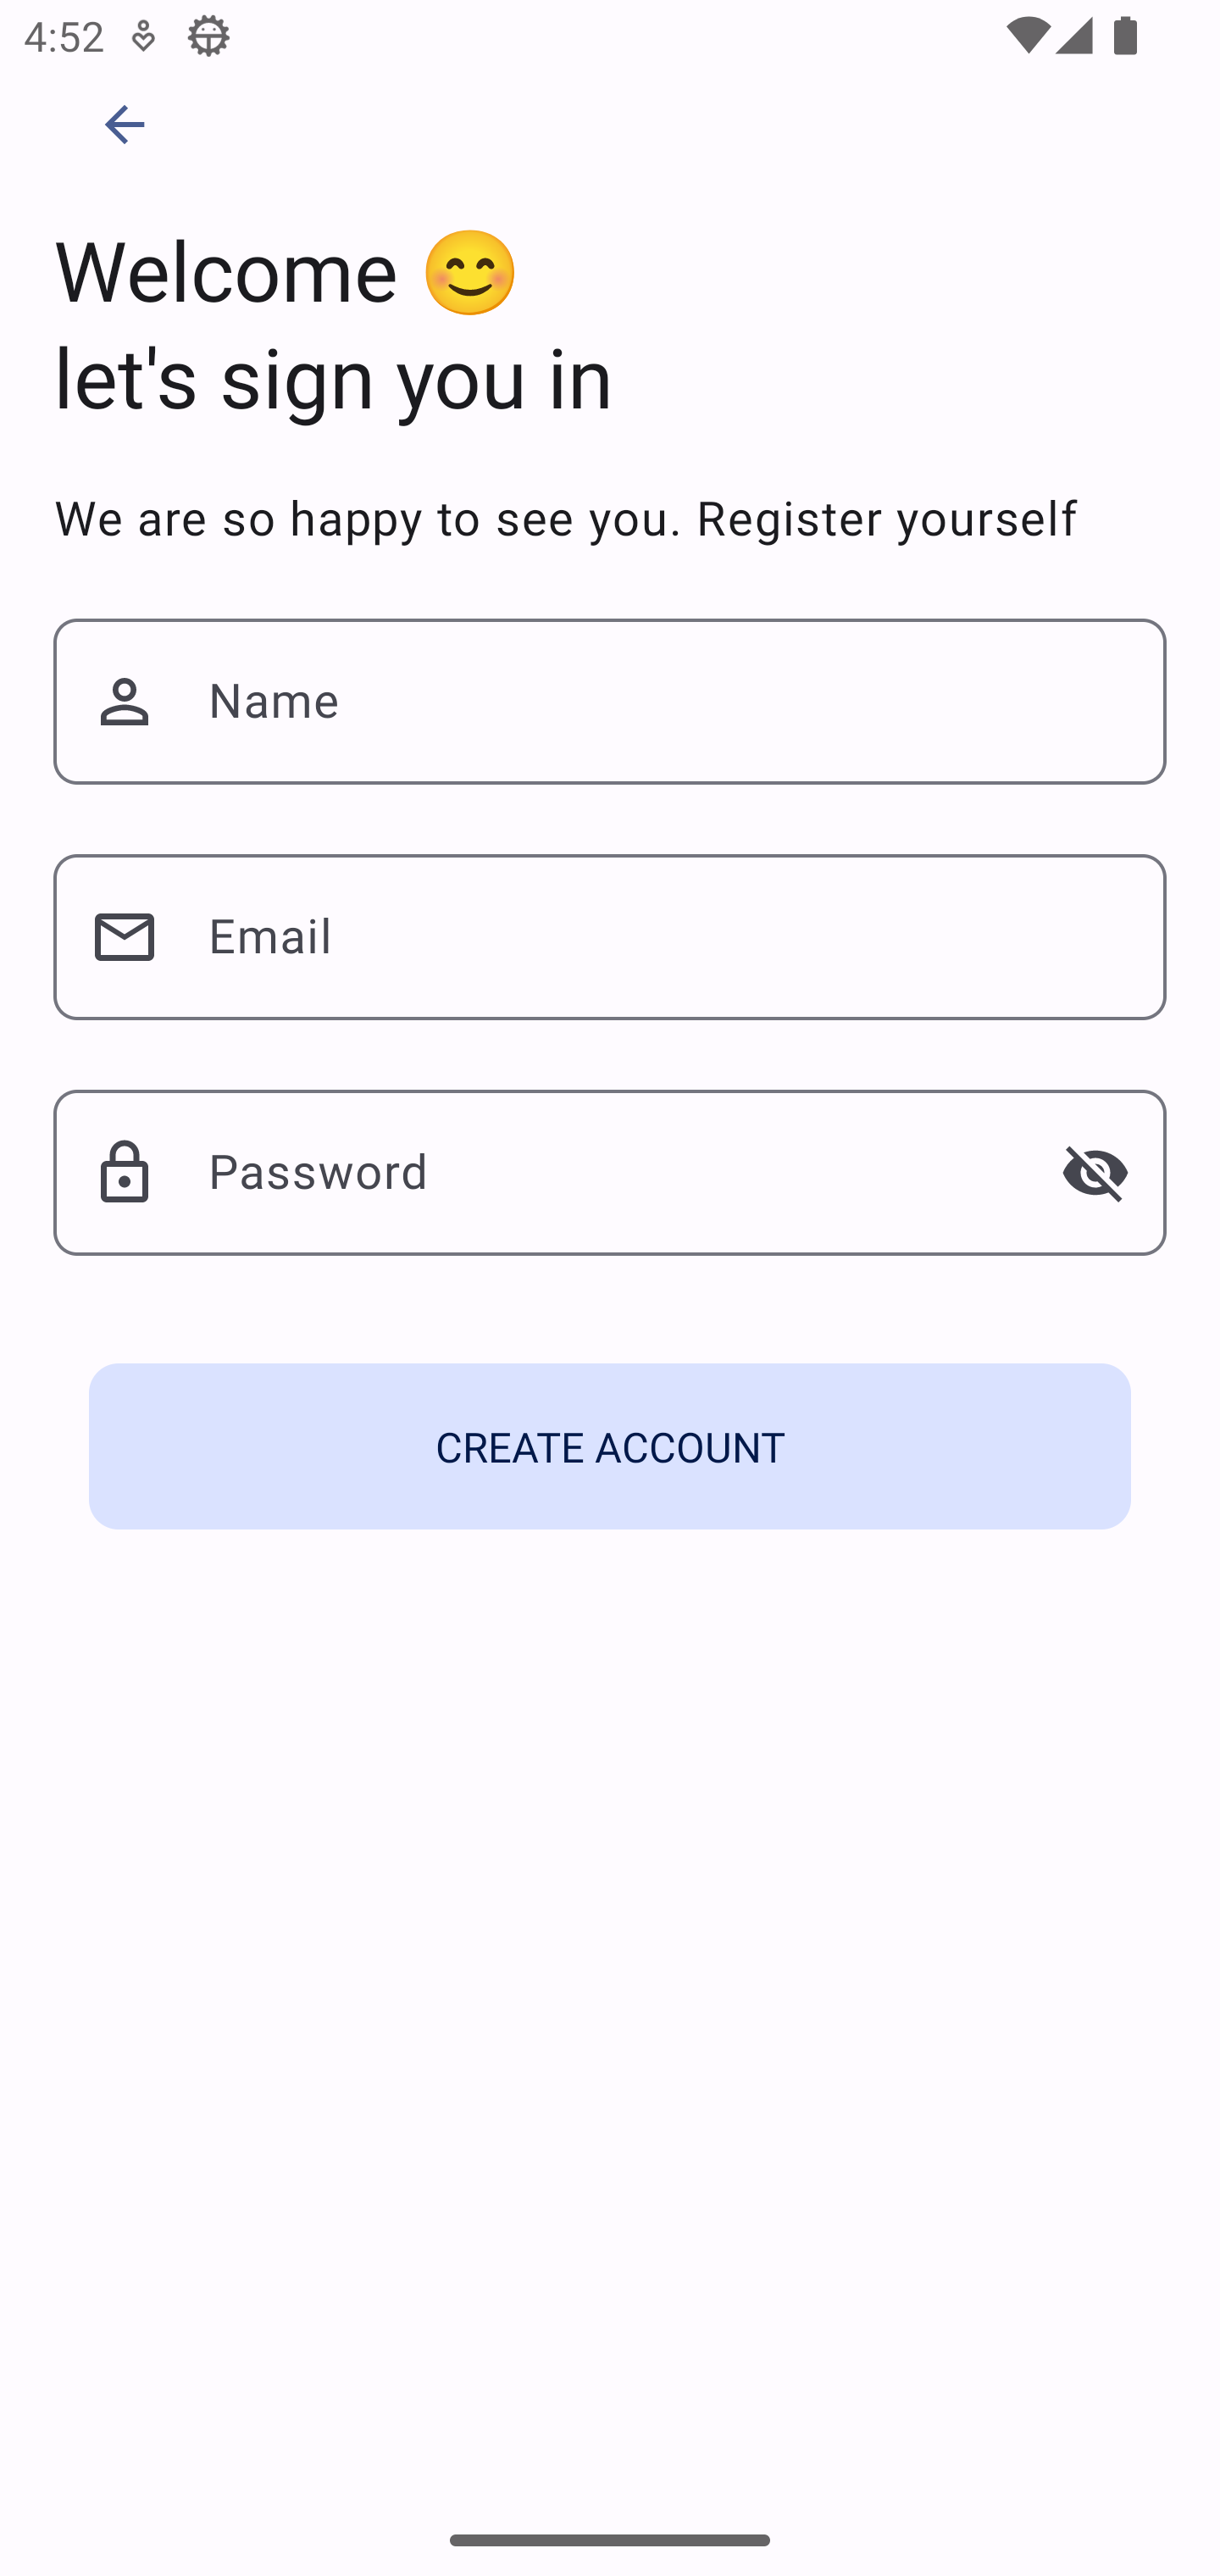 4:52
Welcome 😊
let's sign you in
We are so happy to see you. Register yourself
Name
Email
Password
CREATE ACCOUNT